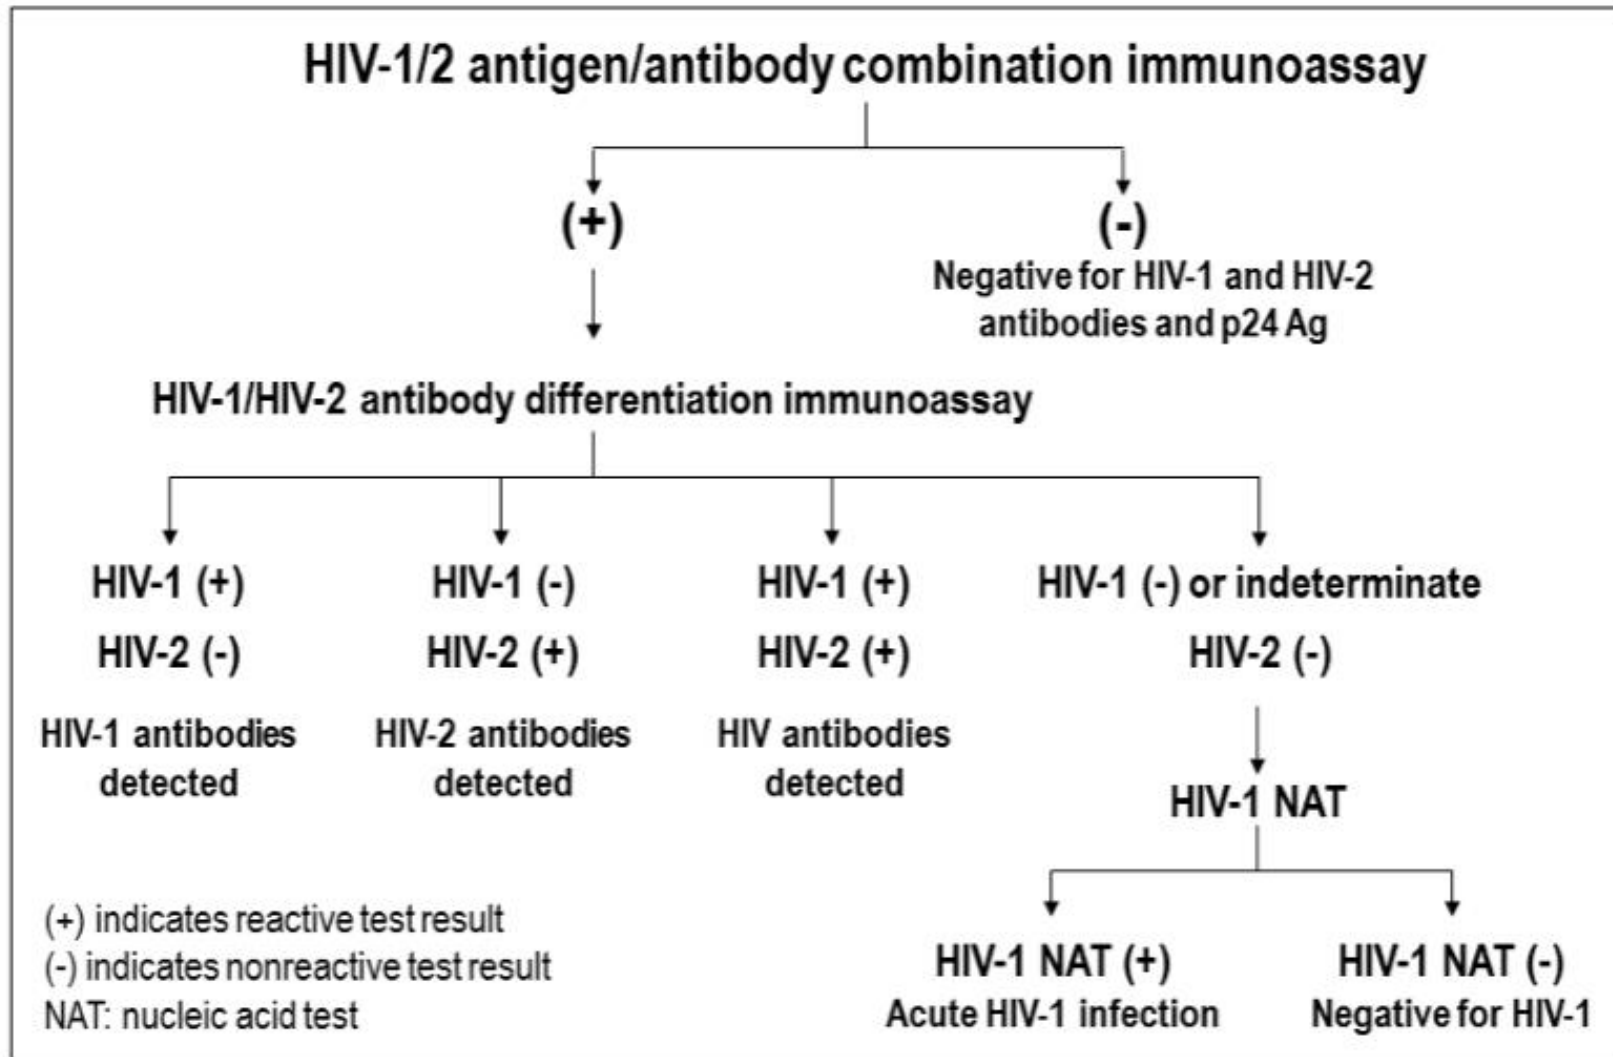 HIV-1/2 antigen/antibody combination immunoassay
(+)
(-)
Negative for HIV-1 and HIV-2
antibodies and p24 Ag
HIV-1/HIV-2 antibody differentiation immunoassay
HIV-1 (+)
HIV-2 (-)
HIV-1 antibodies
detected
HIV-1 (-)
HIV-2 (+)
HIV-2 antibodies
detected
HIV-1 (+)
HIV-2 (+)
HIV antibodies
detected
HIV-1 (-) or indeterminate
HIV-2 (-)
HIV-1 NAT
HIV-1 NAT (+)
Acute HIV-1 infection
HIV-1 NAT (-)
Negative for HIV-1
(+) indicates reactive test result
(-) indicates nonreactive test result
NAT: nucleic acid test